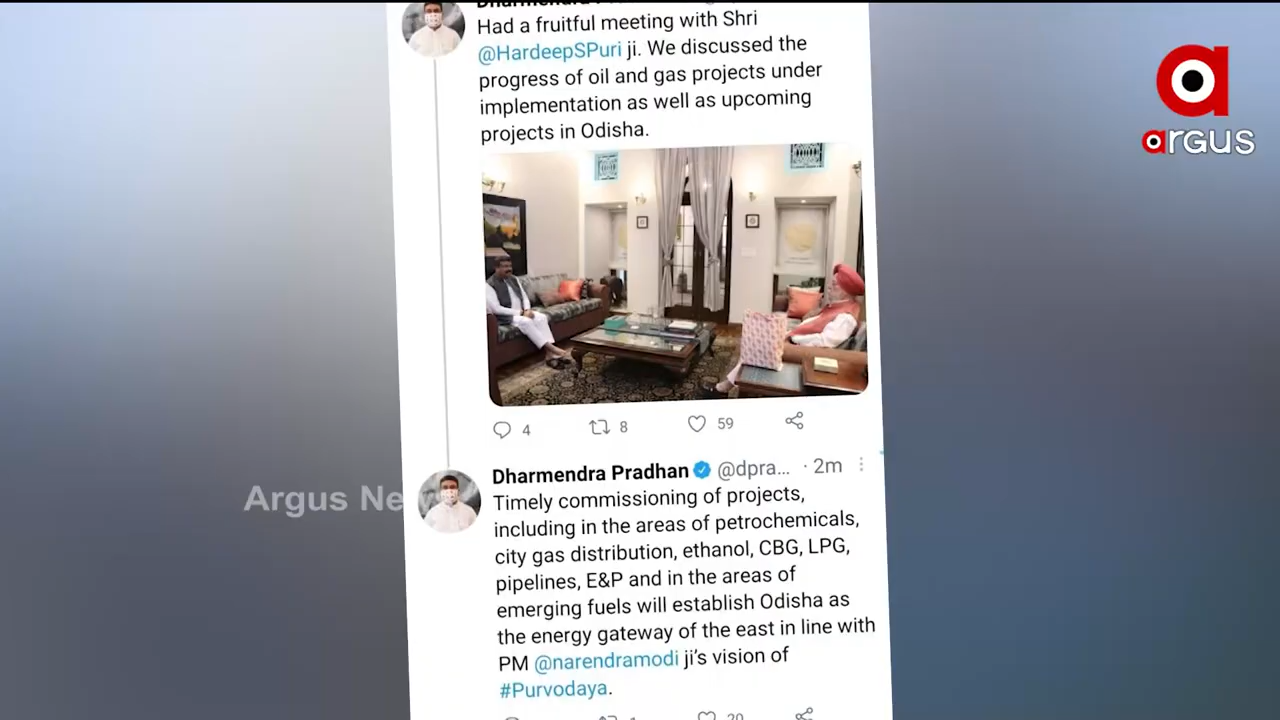 Had a fruitful meeting with Shri
@HardeepSPuri ji. We discussed the
progress of oil and gas projects under
implementation as well as upcoming
projects in Odisha.
4 8 59
Dharmendra Pradhan @dpra... · 2m
Timely commissioning of projects,
including in the areas of petrochemicals,
city gas distribution, ethanol, CBG, LPG,
pipelines, E&P and in the areas of
emerging fuels will establish Odisha as
the energy gateway of the east in line with
PM @narendramodi ji's vision of
#Purvodaya.
argus
Argus News